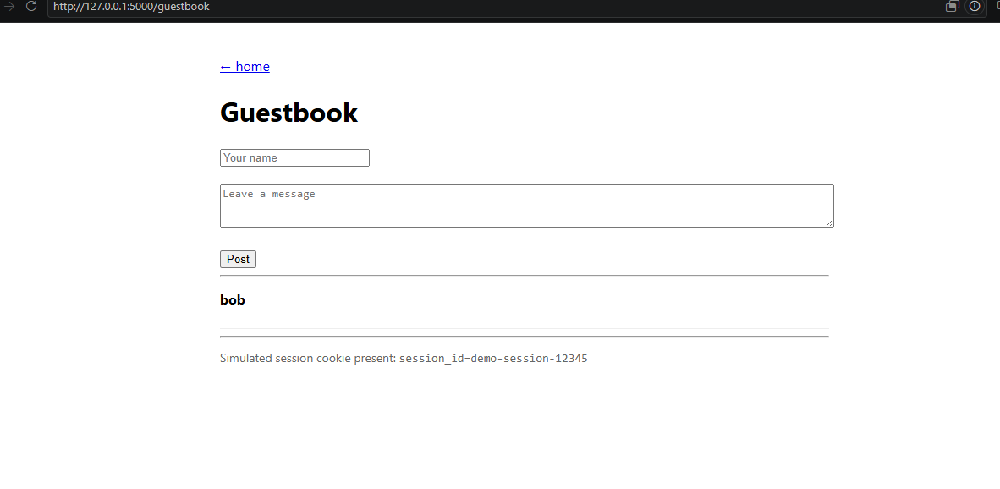 http://127.0.0.1:5000/guestbook
← home
Guestbook
Your name
Leave a message
Post
bob
Simulated session cookie present: session_id=demo-session-12345